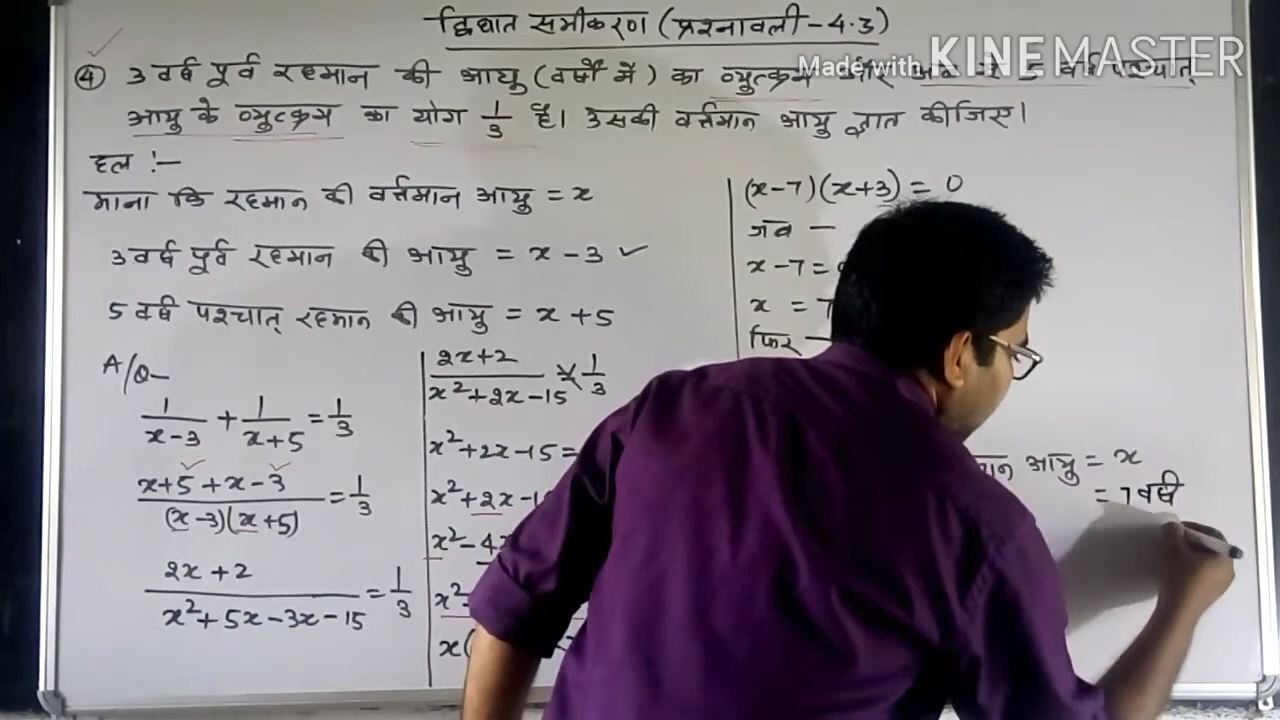 द्विघात समीकरण (प्रश्नावली - 4.3)
Made with KINEMASTER
④ 3 वर्ष पूर्व रहमान की आयु (वर्षों में) का व्युत्क्रम और पश्चात्
आयु के व्युत्क्रम का योग 1/3 है। उसकी वर्त्तमान आयु ज्ञात कीजिए।
हल :-
माना कि रहमान की वर्त्तमान आयु = x
3 वर्ष पूर्व रहमान की आयु = x - 3 ✓
5 वर्ष पश्चात् रहमान की आयु = x + 5
A/Q-
1/(x-3) + 1/(x+5) = 1/3
(x+5+x-3)/((x-3)(x+5)) = 1/3
(2x+2)/(x²+5x-3x-15) = 1/3
(2x+2)/(x²+2x-15) = 1/3
x²+2x-15=
x²+2x-1
x²-4x
x²-
x(
(x-7)(x+3) = 0
जब —
x-7=
x = 7
फिर —
आयु = x
= 7 वर्ष